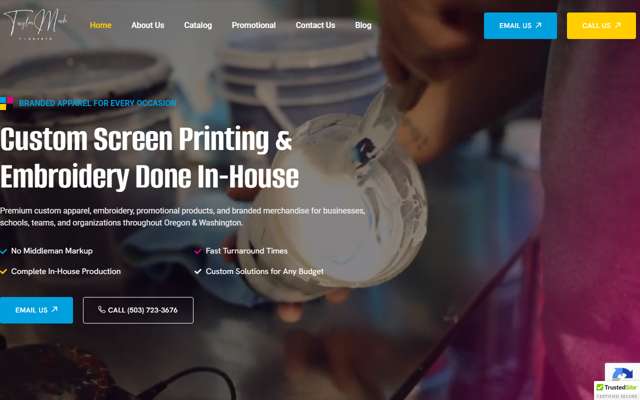 Home
About Us
Catalog
Promotional
Contact Us
Blog
EMAIL US
CALL US
BRANDED APPAREL FOR EVERY OCCASION
Custom Screen Printing &
Embroidery Done In-House
Premium custom apparel, embroidery, promotional products, and branded merchandise for businesses,
schools, teams, and organizations throughout Oregon & Washington.
No Middleman Markup
Fast Turnaround Times
Complete In-House Production
Custom Solutions for Any Budget
EMAIL US
CALL (503) 723-3676
TrustedSite
CERTIFIED SECURE